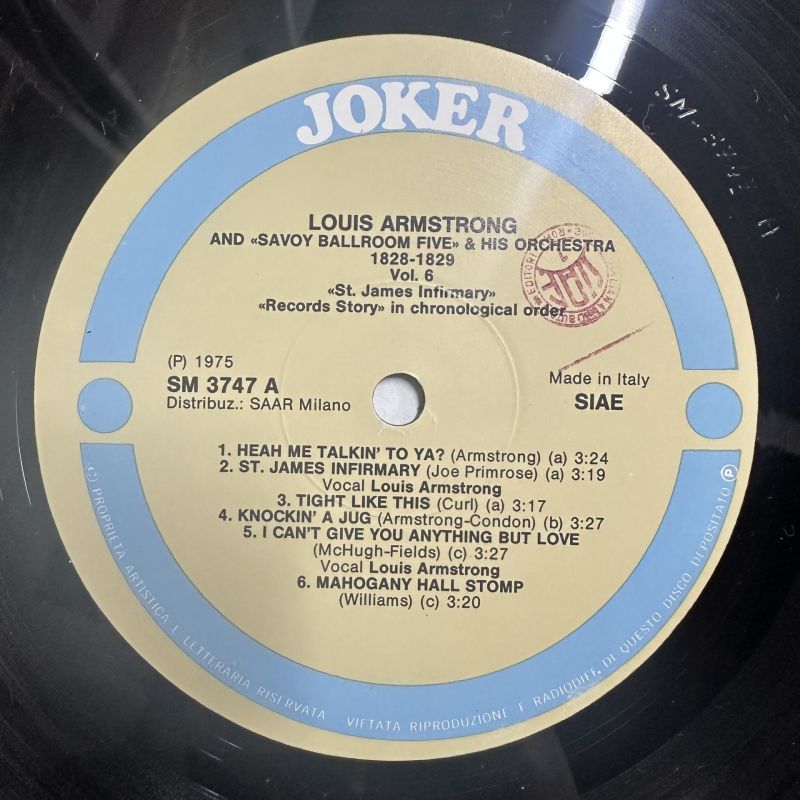 JOKER
LOUIS ARMSTRONG
AND «SAVOY BALLROOM FIVE» & HIS ORCHESTRA
1828-1829
Vol. 6
«St. James Infirmary»
«Records Story» in chronological order
(P) 1975
SM 3747 A
Distribuz.: SAAR Milano
Made in Italy
SIAE
1. HEAH ME TALKIN' TO YA? (Armstrong) (a) 3:24
2. ST. JAMES INFIRMARY (Joe Primrose) (a) 3:19
Vocal Louis Armstrong
3. TIGHT LIKE THIS (Curl) (a) 3:17
4. KNOCKIN' A JUG (Armstrong-Condon) (b) 3:27
5. I CAN'T GIVE YOU ANYTHING BUT LOVE
(McHugh-Fields) (c) 3:27
Vocal Louis Armstrong
6. MAHOGANY HALL STOMP
(Williams) (c) 3:20
(C) PROPRIETA ARTISTICA E LETTERARIA RISERVATA VIETATA RIPRODUZIONE E RADIODIFF. DI QUESTO DISCO DEPOSITATO (P)